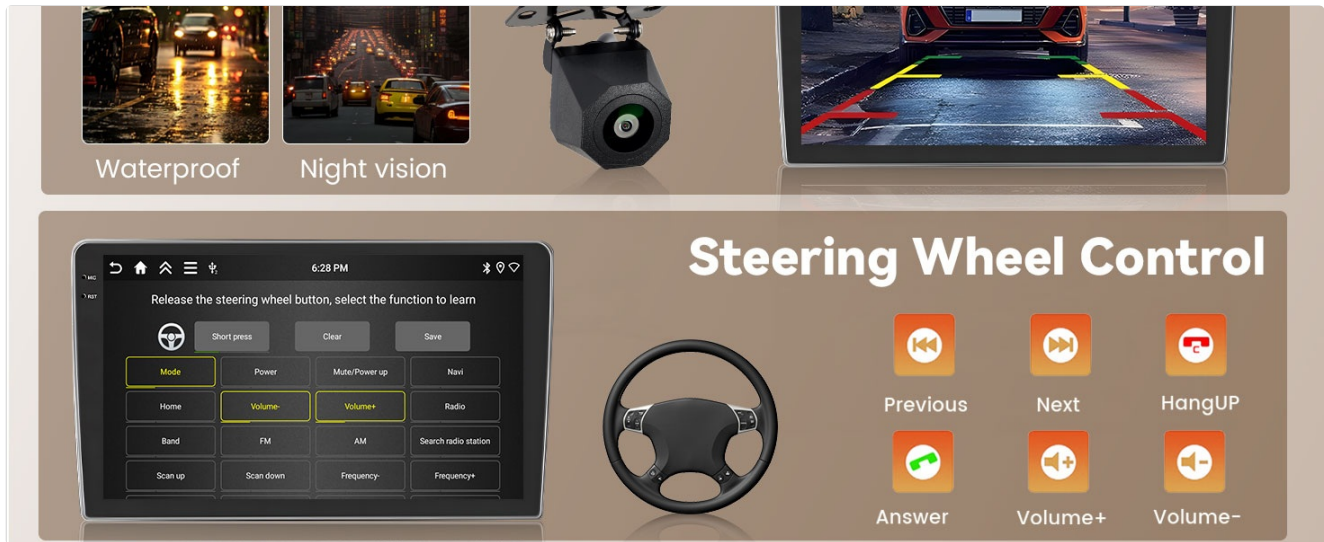 Waterproof
Night vision
Steering Wheel Control
MIC
RST
6:28 PM
Release the steering wheel button, select the function to learn
Short press
Clear
Save
Mode
Power
Mute/Power up
Navi
Home
Volume-
Volume+
Radio
Band
FM
AM
Search radio station
Scan up
Scan down
Frequency-
Frequency+
Previous
Next
HangUP
Answer
Volume+
Volume-